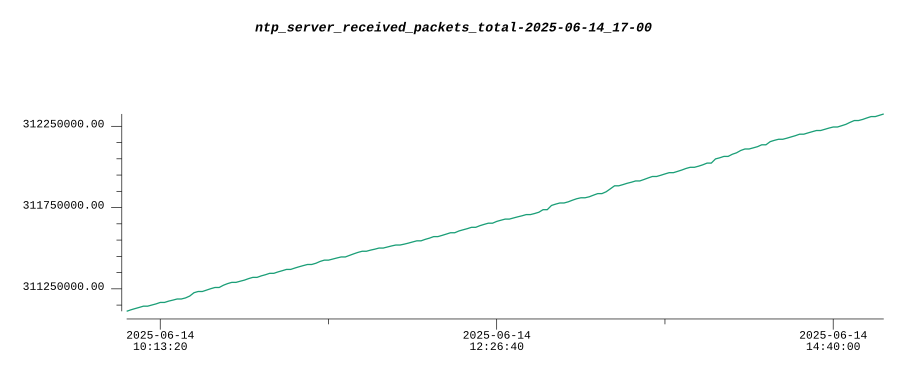 ntp_server_received_packets_total-2025-06-14_17-00
312250000.00
311750000.00
311250000.00
2025-06-14 2025-06-14 2025-06-14
10:13:20 12:26:40 14:40:00